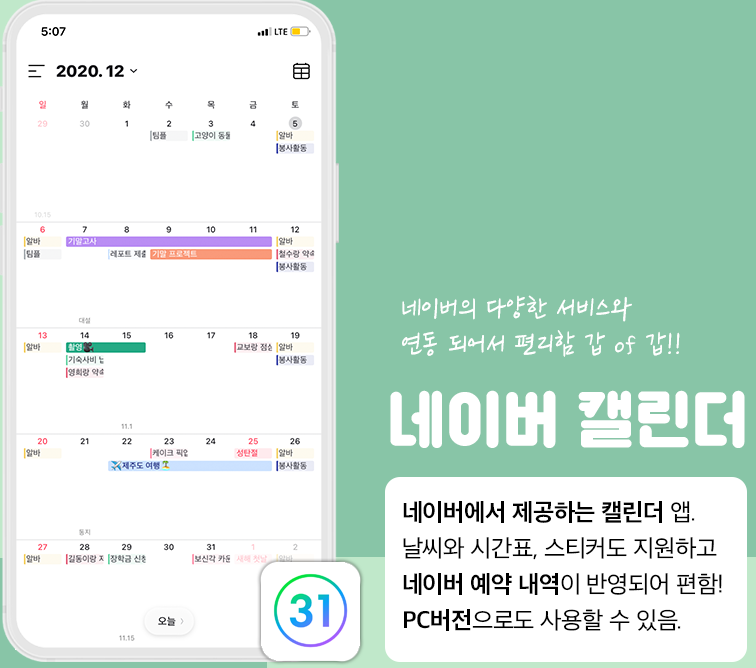 5:07 LTE
2020. 12
일 월 화 수 목 금 토
29 30 1 2 3 4 5
팀플 고양이 동 알바
봉사활동
10.15
6 7 8 9 10 11 12
알바 기말고사 알바
팀플 레포트 제출 기말 프로젝트 철수랑 약속
봉사활동
대설
13 14 15 16 17 18 19
알바 촬영 교보랑 점심 알바
기숙사비 봉사활동
영희랑 약속
11.1
20 21 22 23 24 25 26
알바 케이크 픽업 성탄절 알바
제주도 여행 봉사활동
동지
27 28 29 30 31 1 2
알바 길동이랑 장학금 신청 보신각 카운 새해 첫날 알바
오늘 >
11.15
31
네이버의 다양한 서비스와
연동 되어서 편리함 갑 of 갑!!
네이버 캘린더
네이버에서 제공하는 캘린더 앱.
날씨와 시간표, 스티커도 지원하고
네이버 예약 내역이 반영되어 편함!
PC버전으로도 사용할 수 있음.